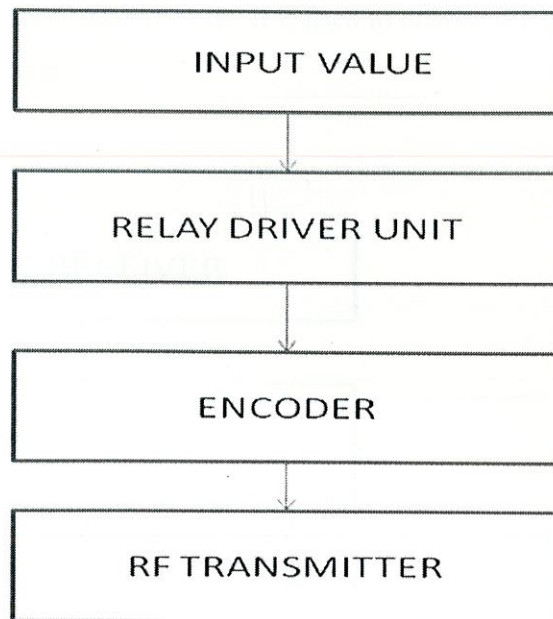 INPUT VALUE
RELAY DRIVER UNIT
ENCODER
RF TRANSMITTER